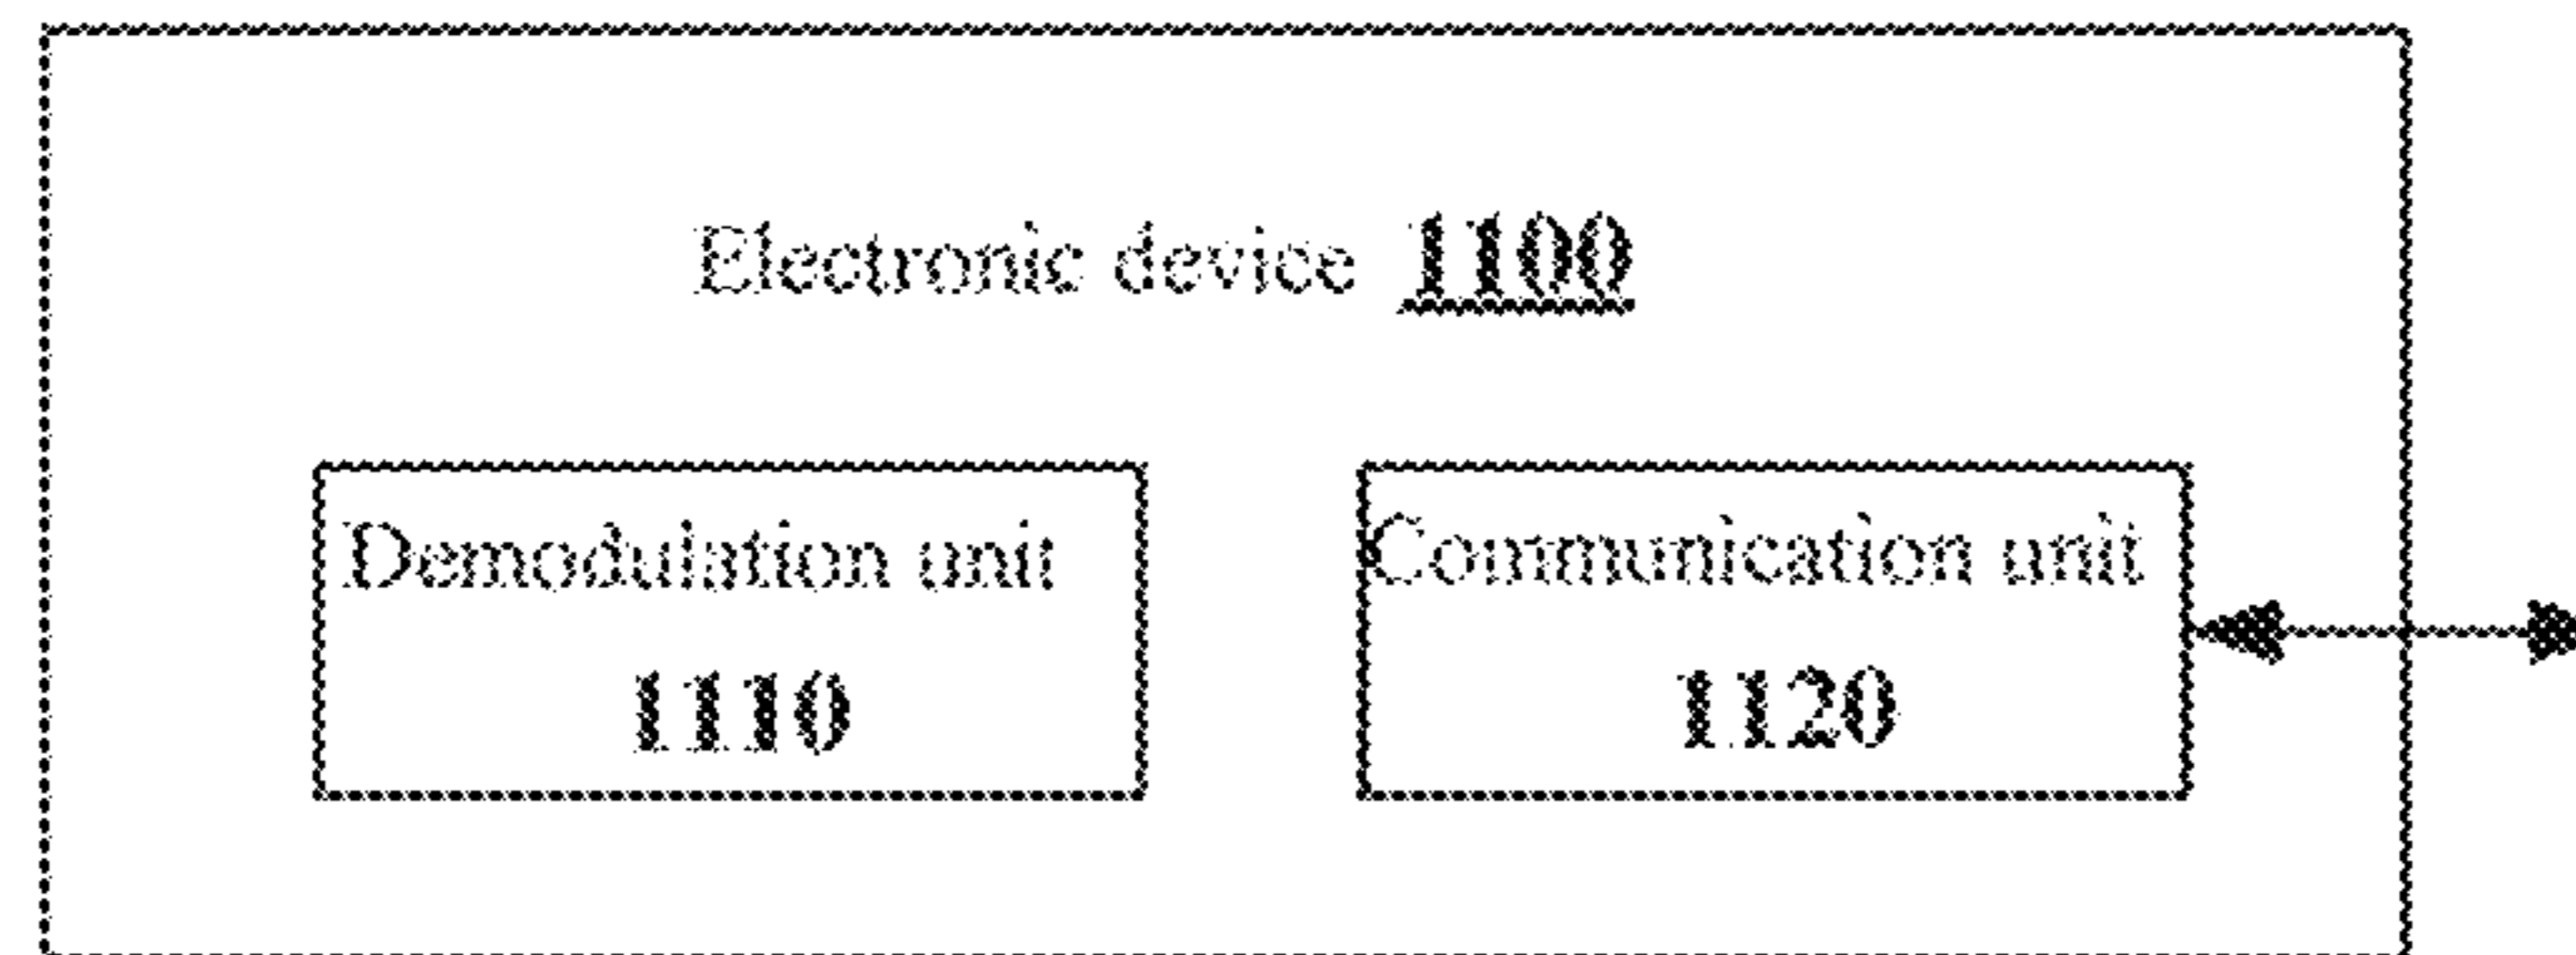 Electronic device 1100
Demodulation unit
1110
Communication unit
1120